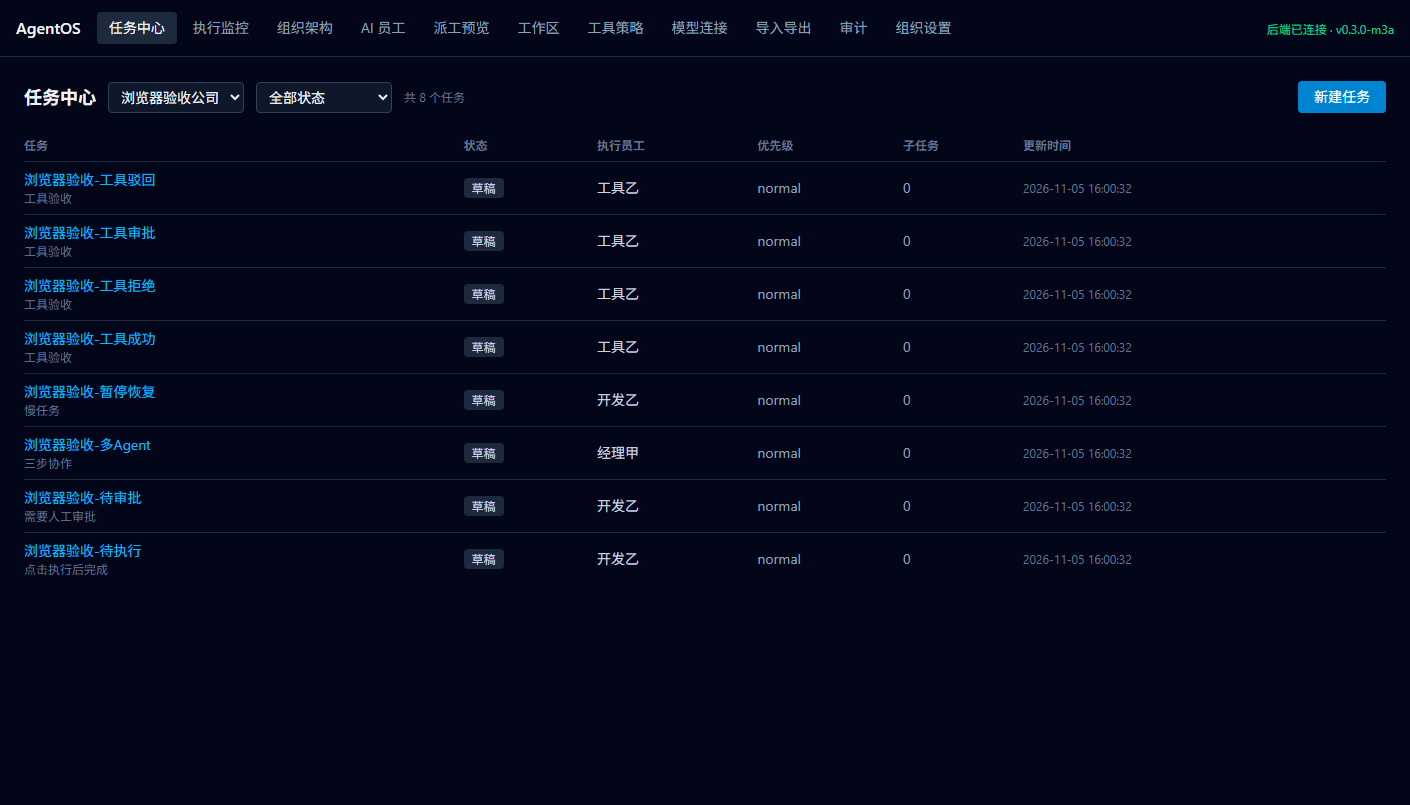 AgentOS 任务中心 执行监控 组织架构 AI 员工 派工预览 工作区 工具策略 模型连接 导入导出 审计 组织设置 后端已连接 · v0.3.0-m3a
任务中心 浏览器验收公司 全部状态 共 8 个任务 新建任务
任务 状态 执行员工 优先级 子任务 更新时间
浏览器验收-工具驳回 草稿 工具乙 normal 0 2026-11-05 16:00:32
工具验收
浏览器验收-工具审批 草稿 工具乙 normal 0 2026-11-05 16:00:32
工具验收
浏览器验收-工具拒绝 草稿 工具乙 normal 0 2026-11-05 16:00:32
工具验收
浏览器验收-工具成功 草稿 工具乙 normal 0 2026-11-05 16:00:32
工具验收
浏览器验收-暂停恢复 草稿 开发乙 normal 0 2026-11-05 16:00:32
慢任务
浏览器验收-多Agent 草稿 经理甲 normal 0 2026-11-05 16:00:32
三步协作
浏览器验收-待审批 草稿 开发乙 normal 0 2026-11-05 16:00:32
需要人工审批
浏览器验收-待执行 草稿 开发乙 normal 0 2026-11-05 16:00:32
点击执行后完成